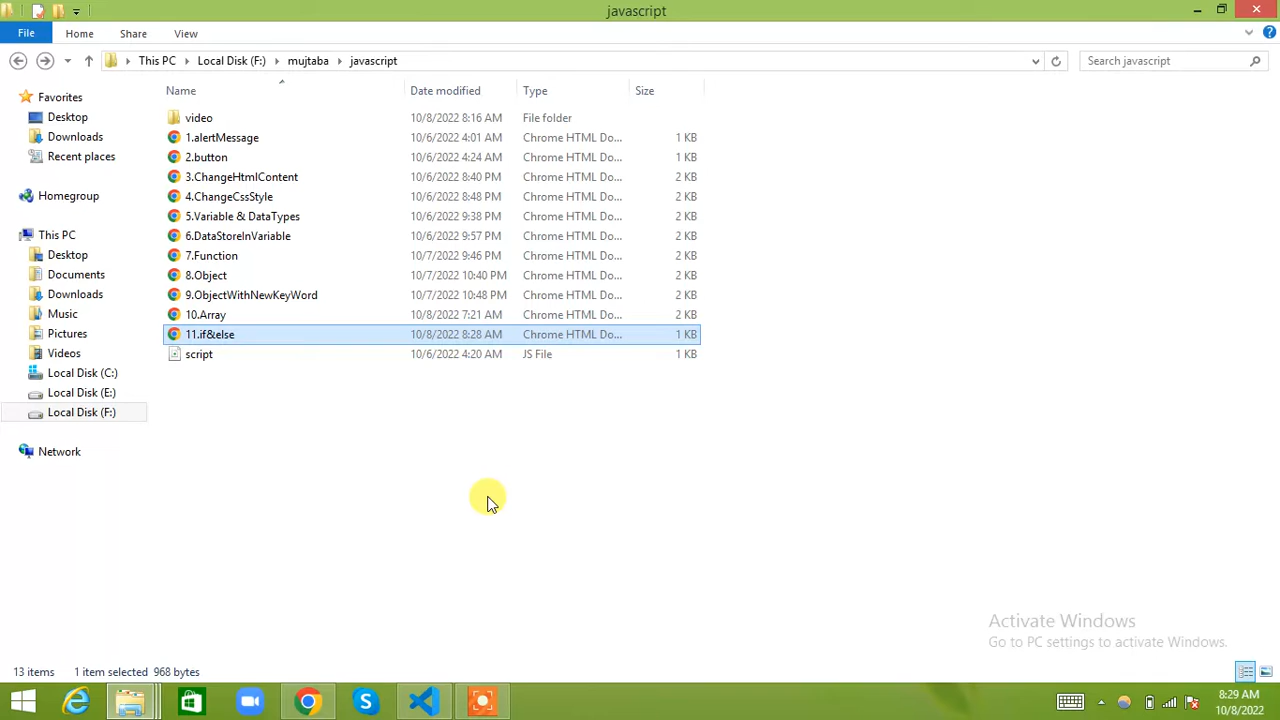 javascript
File Home Share View
This PC Local Disk (F:) mujtaba javascript Search javascript
Name Date modified Type Size
Favorites
Desktop
Downloads
Recent places
Homegroup
This PC
Desktop
Documents
Downloads
Music
Pictures
Videos
Local Disk (C:)
Local Disk (E:)
Local Disk (F:)
Network
video 10/8/2022 8:16 AM File folder
1.alertMessage 10/6/2022 4:01 AM Chrome HTML Do... 1 KB
2.button 10/6/2022 4:24 AM Chrome HTML Do... 1 KB
3.ChangeHtmlContent 10/6/2022 8:40 PM Chrome HTML Do... 2 KB
4.ChangeCssStyle 10/6/2022 8:48 PM Chrome HTML Do... 2 KB
5.Variable & DataTypes 10/6/2022 9:38 PM Chrome HTML Do... 2 KB
6.DataStoreInVariable 10/6/2022 9:57 PM Chrome HTML Do... 2 KB
7.Function 10/7/2022 9:46 PM Chrome HTML Do... 2 KB
8.Object 10/7/2022 10:40 PM Chrome HTML Do... 2 KB
9.ObjectWithNewKeyWord 10/7/2022 10:48 PM Chrome HTML Do... 2 KB
10.Array 10/8/2022 7:21 AM Chrome HTML Do... 2 KB
11.if&else 10/8/2022 8:28 AM Chrome HTML Do... 1 KB
script 10/6/2022 4:20 AM JS File 1 KB
Activate Windows
Go to PC settings to activate Windows.
13 items 1 item selected 968 bytes
8:29 AM
10/8/2022